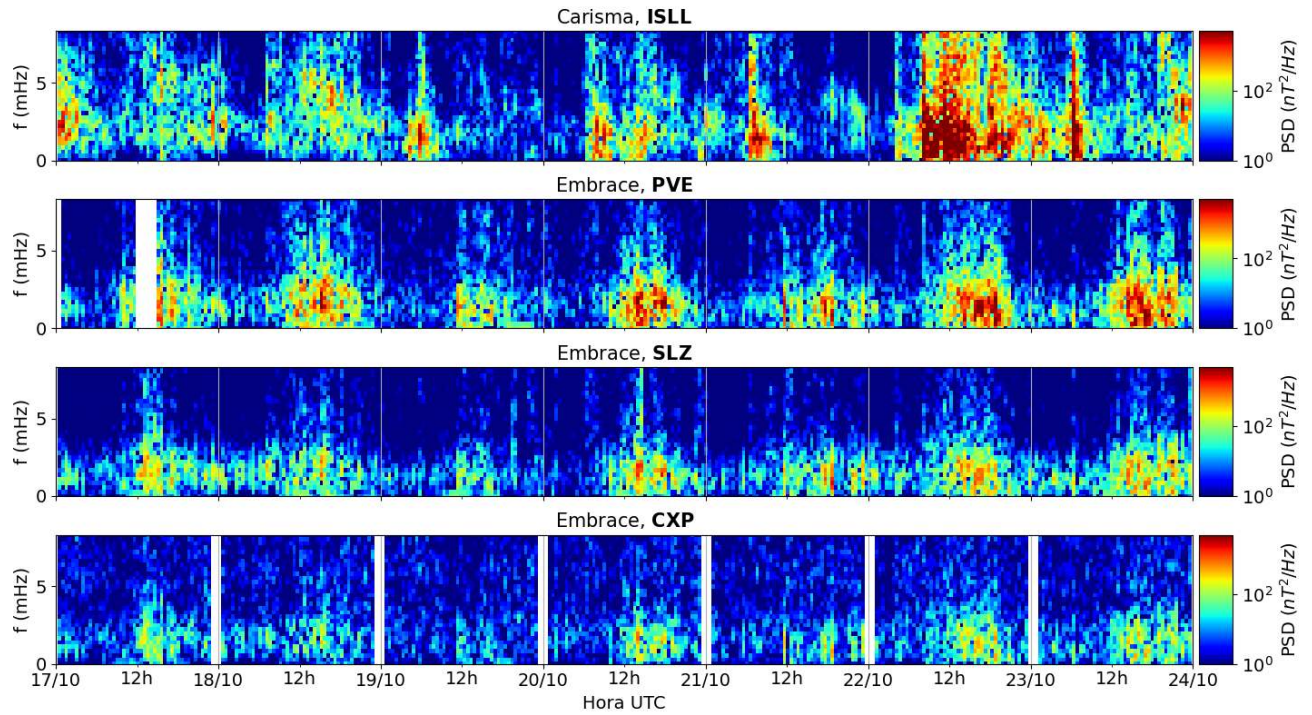 Carisma, ISLL
f (mHz)
5
0
PSD (nT²/Hz)
10²
10⁰
Embrace, PVE
f (mHz)
5
0
PSD (nT²/Hz)
10²
10⁰
Embrace, SLZ
f (mHz)
5
0
PSD (nT²/Hz)
10²
10⁰
Embrace, CXP
f (mHz)
5
0
PSD (nT²/Hz)
10²
10⁰
17/10 12h 18/10 12h 19/10 12h 20/10 12h 21/10 12h 22/10 12h 23/10 12h 24/10
Hora UTC